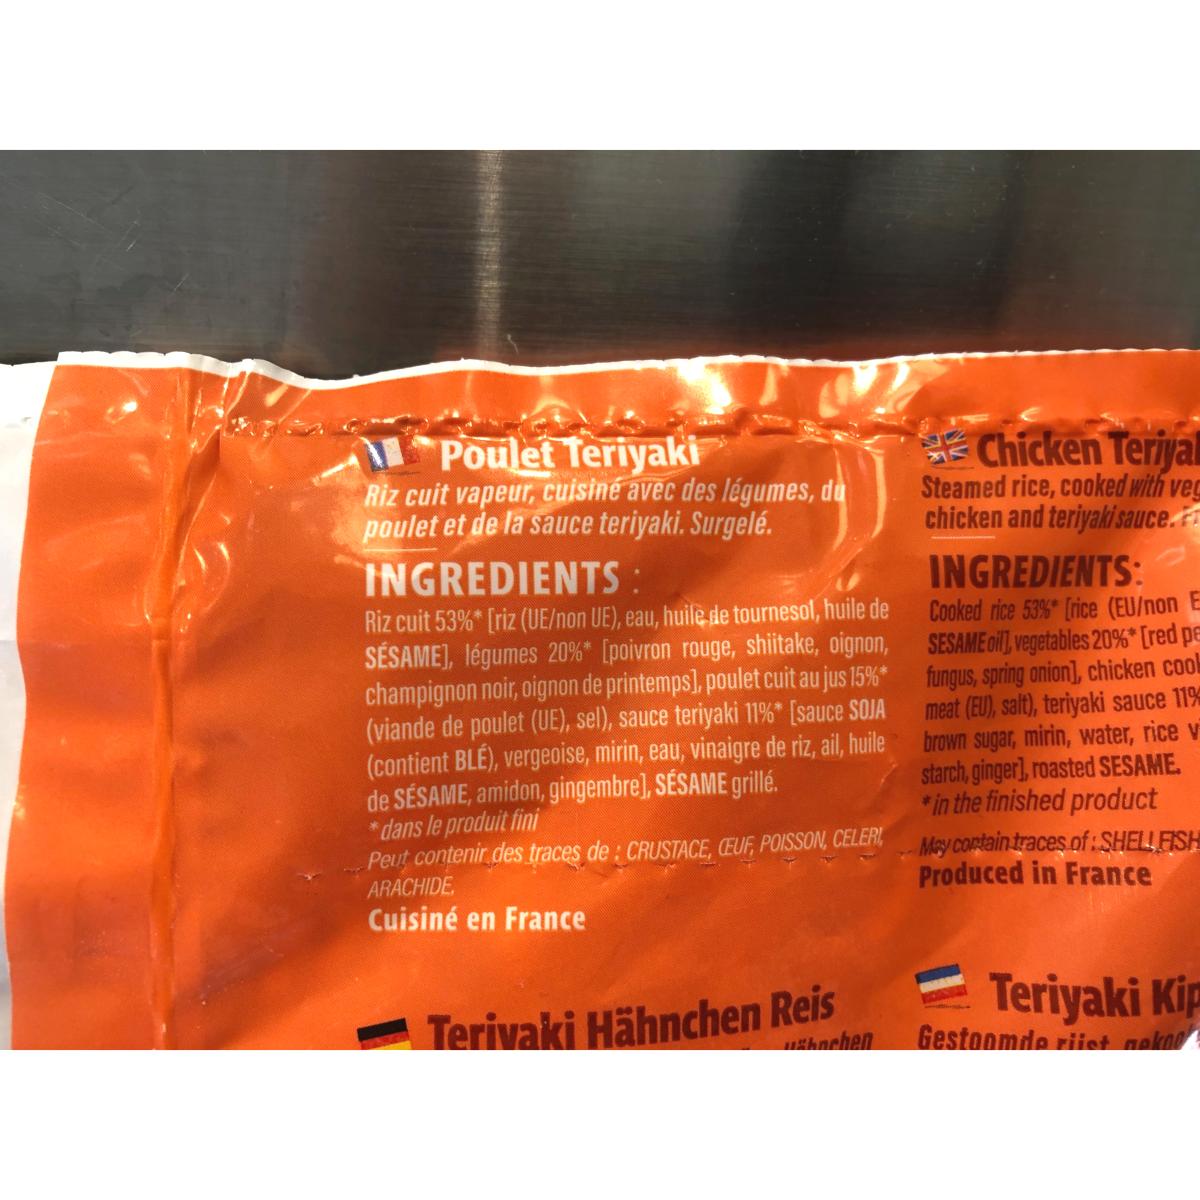 Poulet Teriyaki
Riz cuit vapeur, cuisiné avec des légumes, du
poulet et de la sauce teriyaki. Surgelé.
INGREDIENTS :
Riz cuit 53%* [riz (UE/non UE), eau, huile de tournesol, huile de
SÉSAME], légumes 20%* [poivron rouge, shiitake, oignon,
champignon noir, oignon de printemps], poulet cuit au jus 15%*
(viande de poulet (UE), sel), sauce teriyaki 11%* [sauce SOJA
(contient BLÉ), vergeoise, mirin, eau, vinaigre de riz, ail, huile
de SÉSAME, amidon, gingembre], SÉSAME grillé.
*dans le produit fini
Peut contenir des traces de : CRUSTACE, ŒUF, POISSON, CELERI,
ARACHIDE.
Cuisiné en France
Chicken
Steamed rice, cooked with
chicken and teriyaki sauce.
INGREDIENTS:
Cooked rice 53%* [rice (EU/non
SESAME oil], vegetables 20%* [red
fungus, spring onion], chicken
meat (EU), salt), teriyaki sauce 11%
brown sugar, mirin, water, rice
starch, ginger], roasted SESAME.
*in the finished product
May contain traces of : SHELLFISH
Produced in France
Teriyaki Hähnchen Reis
Hähnchen
Teriyaki
Gestoomde rijst,